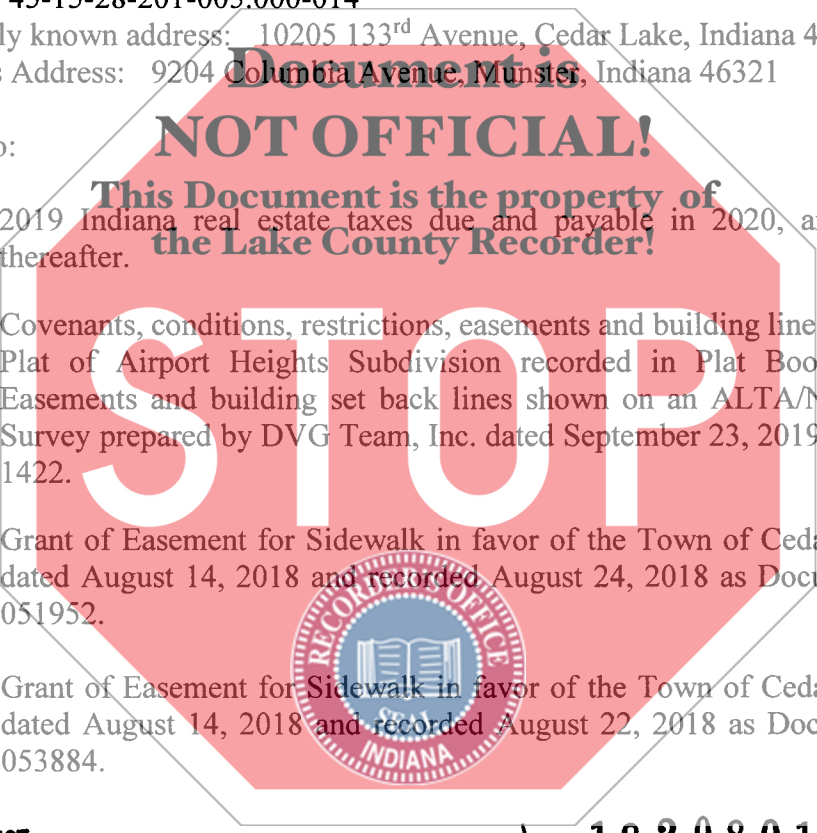 45-15-28-201-003.000-014
ly known address: 10205 133rd Avenue, Cedar Lake, Indiana 4
s Address: 9204 Columbia Avenue, Munster, Indiana 46321
Document is
NOT OFFICIAL!
o:
This Document is the property of
2019 Indiana real estate taxes due and payable in 2020, a
the Lake County Recorder!
thereafter.
Covenants, conditions, restrictions, easements and building line
Plat of Airport Heights Subdivision recorded in Plat Boo
Easements and building set back lines shown on an ALTA/N
Survey prepared by DVG Team, Inc. dated September 23, 2019
1422.
STOP
Grant of Easement for Sidewalk in favor of the Town of Ceda
dated August 14, 2018 and recorded August 24, 2018 as Docu
051952.
RECORDER'S OFFICE
Grant of Easement for Sidewalk in favor of the Town of Ceda
dated August 14, 2018 and recorded August 22, 2018 as Doc
SEAL
INDIANA
053884.